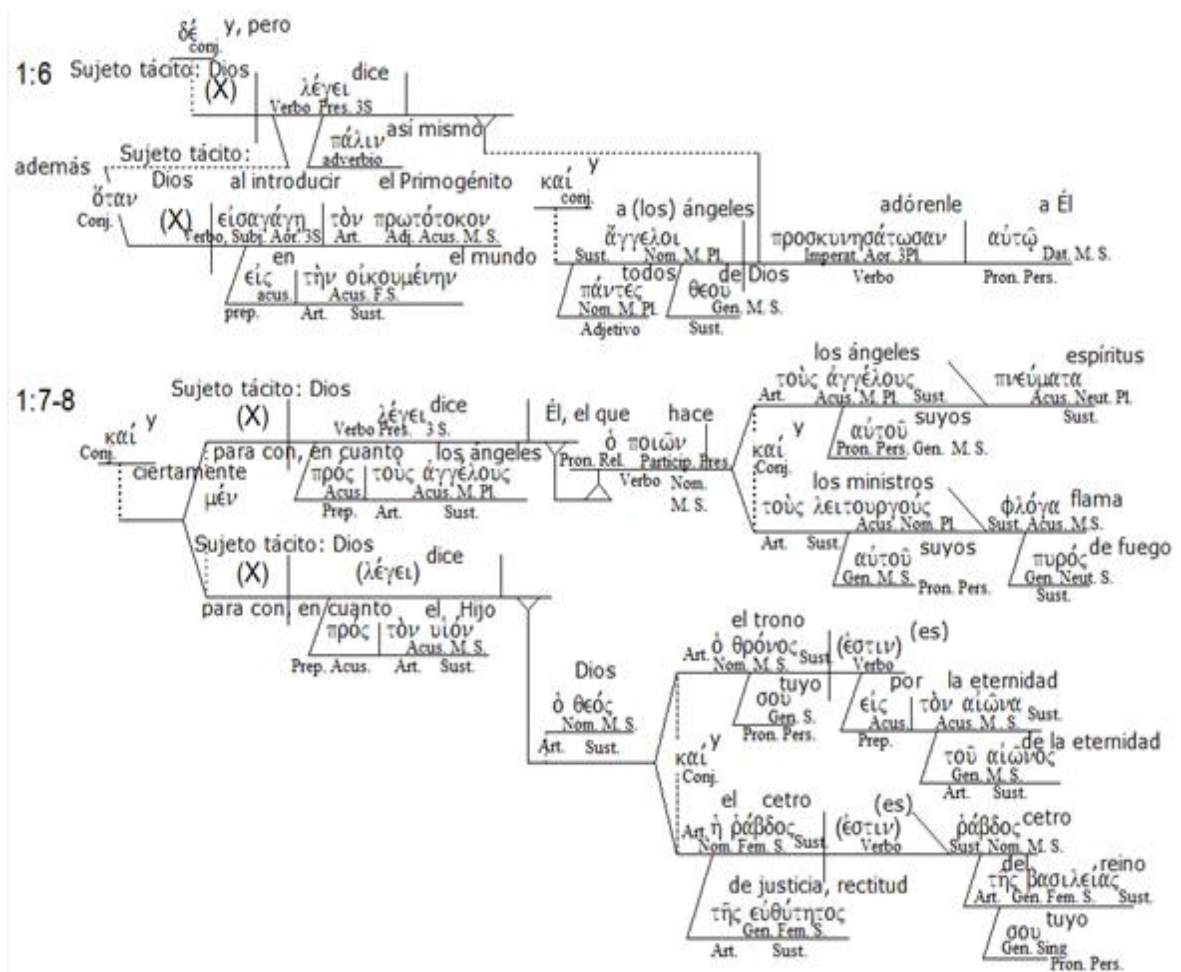 δέ y, pero
conj.
1:6 Sujeto tácito: Dios
(X) λέγει dice
Verbo Pres. 3S
πάλιν así mismo
adverbio
además Sujeto tácito:
Dios al introducir el Primogénito
ὅταν
Conj. (X) εἰσαγάγῃ τὸν πρωτότοκον
Verbo, Subj. Aor. 3S Art. Adj. Acus. M. S.
en el mundo
εἰς τὴν οἰκουμένην
acus. Acus. F.S.
prep. Art. Sust.
καί y
conj.
a (los) ángeles adórenle a Él
ἄγγελοι προσκυνησάτωσαν αὐτῷ
Sust. Nom. M. Pl. Imperat. Aor. 3Pl. Dat. M. S.
Verbo Pron. Pers.
todos de Dios
πάντες θεοῦ
Nom. M. Pl. Gen. M. S.
Adjetivo Sust.
1:7-8 Sujeto tácito: Dios
καί y
Conj.
(X) λέγει dice
Verbo Pres. 3 S.
ciertamente
μέν
para con, en cuanto los ángeles
πρός τοὺς ἀγγέλους
Acus. Acus. M. Pl.
Prep. Art. Sust.
Él, el que hace
ὁ ποιῶν
Pron. Rel. Particip. Pres.
Verbo Nom.
M. S.
los ángeles espíritus
τοὺς ἀγγέλους πνεύματα
Art. Acus. M. Pl. Sust. Acus. Neut. Pl.
Sust.
αὐτοῦ suyos
Pron. Pers. Gen. M. S.
καί y
Conj.
los ministros
τοὺς λειτουργούς φλόγα flama
Acus. Nom. Pl. Sust. Acus. M.S.
Art. Sust.
αὐτοῦ suyos πυρός de fuego
Gen. M. S. Pron. Pers. Gen. Neut. S.
Sust.
Sujeto tácito: Dios
(X) (λέγει) dice
para con, en cuanto el Hijo
πρός τὸν υἱόν
Acus. M. S.
Prep. Acus. Art. Sust.
Dios
ὁ θεός
Nom. M. S.
Art. Sust.
el trono (es)
ὁ θρόνος (ἐστιν)
Art. Nom. M. S. Sust. Verbo
tuyo
σου
Gen. S.
Pron. Pers.
por la eternidad
εἰς τὸν αἰῶνα
Acus. Acus. M. S. Sust.
Prep.
τοῦ αἰῶνος de la eternidad
Gen. M. S.
Art. Sust.
καί y
Conj.
el cetro (es)
ἡ ῥάβδος (ἐστιν) ῥάβδος cetro
Art. Nom. Fem. S. Sust. Verbo Sust. Nom. M. S.
de justicia, rectitud
τῆς εὐθύτητος
Gen. Fem. S.
Art. Sust.
de reino
τῆς βασιλείας
Art. Gen. Fem. S. Sust.
σου tuyo
Gen. Sing
Pron. Pers.